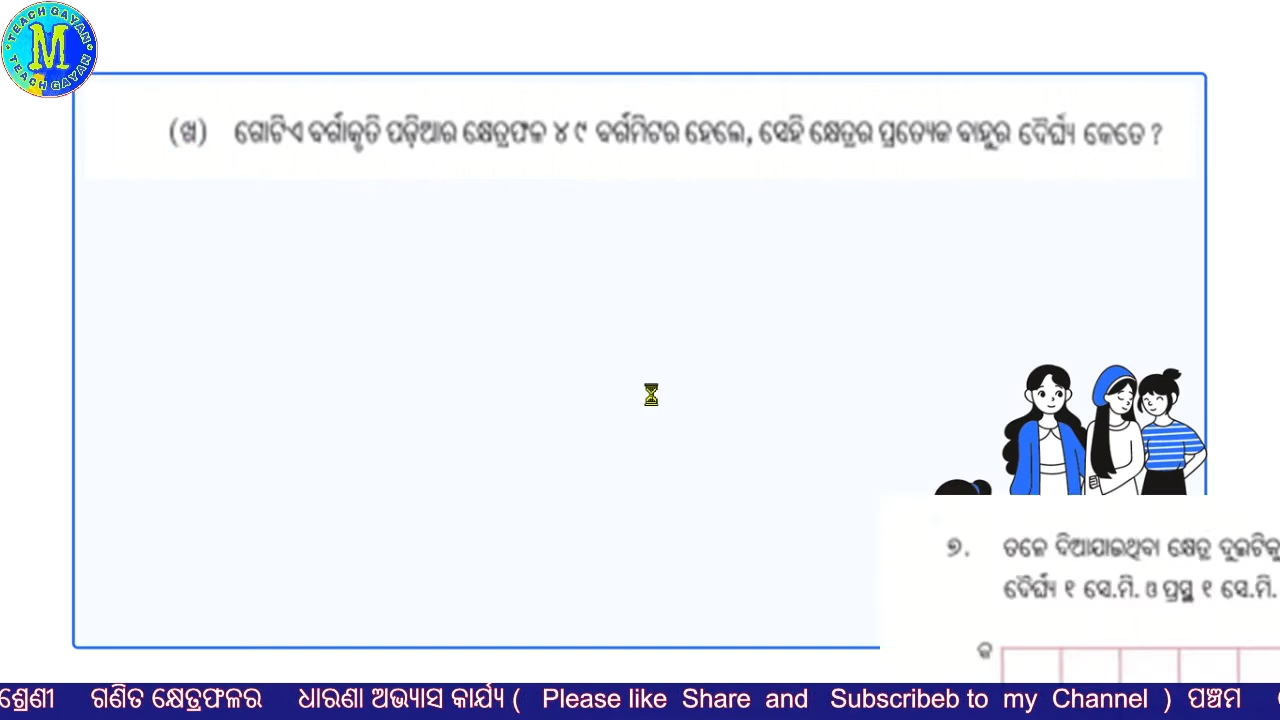 TEACH GAYAN
M
TEACH GAYAN
(ଖ) ଗୋଟିଏ ବର୍ଗାକୃତି ପଡ଼ିଆର କ୍ଷେତ୍ରଫଳ ୪୯ ବର୍ଗମିଟର ହେଲେ, ସେହି କ୍ଷେତ୍ରର ପ୍ରତ୍ୟେକ ବାହୁର ଦୈର୍ଘ୍ୟ କେତେ ?
୭. ତଳେ ଦିଆଯାଇଥିବା କ୍ଷେତ୍ର ଦୁଇଟିକୁ
ଦୈର୍ଘ୍ୟ ୧ ସେ.ମି. ଓ ପ୍ରସ୍ଥ ୧ ସେ.ମି.
କ
ଶ୍ରେଣୀ ଗଣିତ କ୍ଷେତ୍ରଫଳର ଧାରଣା ଅଭ୍ୟାସ କାର୍ଯ୍ୟ ( Please like Share and Subscribeb to my Channel ) ପଞ୍ଚମ